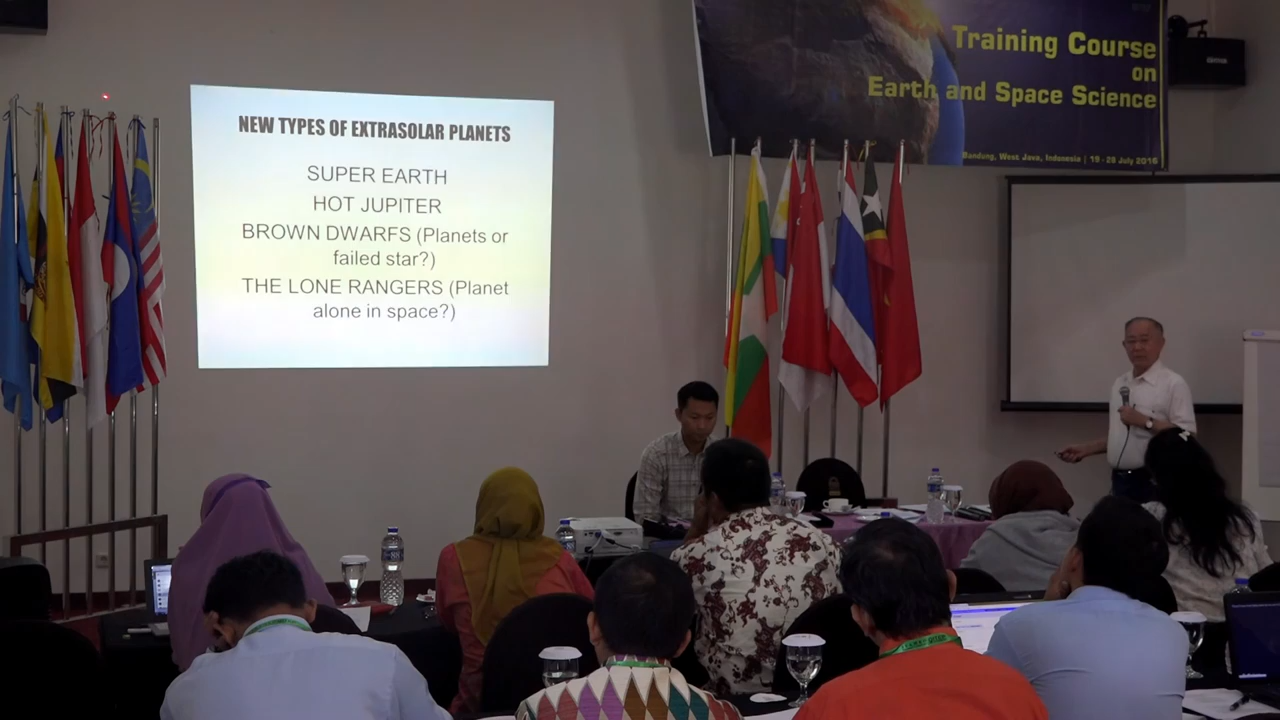 NEW TYPES OF EXTRASOLAR PLANETS
SUPER EARTH
HOT JUPITER
BROWN DWARFS (Planets or
failed star?)
THE LONE RANGERS (Planet
alone in space?)
Training Course
on
Earth and Space Science
Bandung, West Java, Indonesia | 19 - 28 July 2016